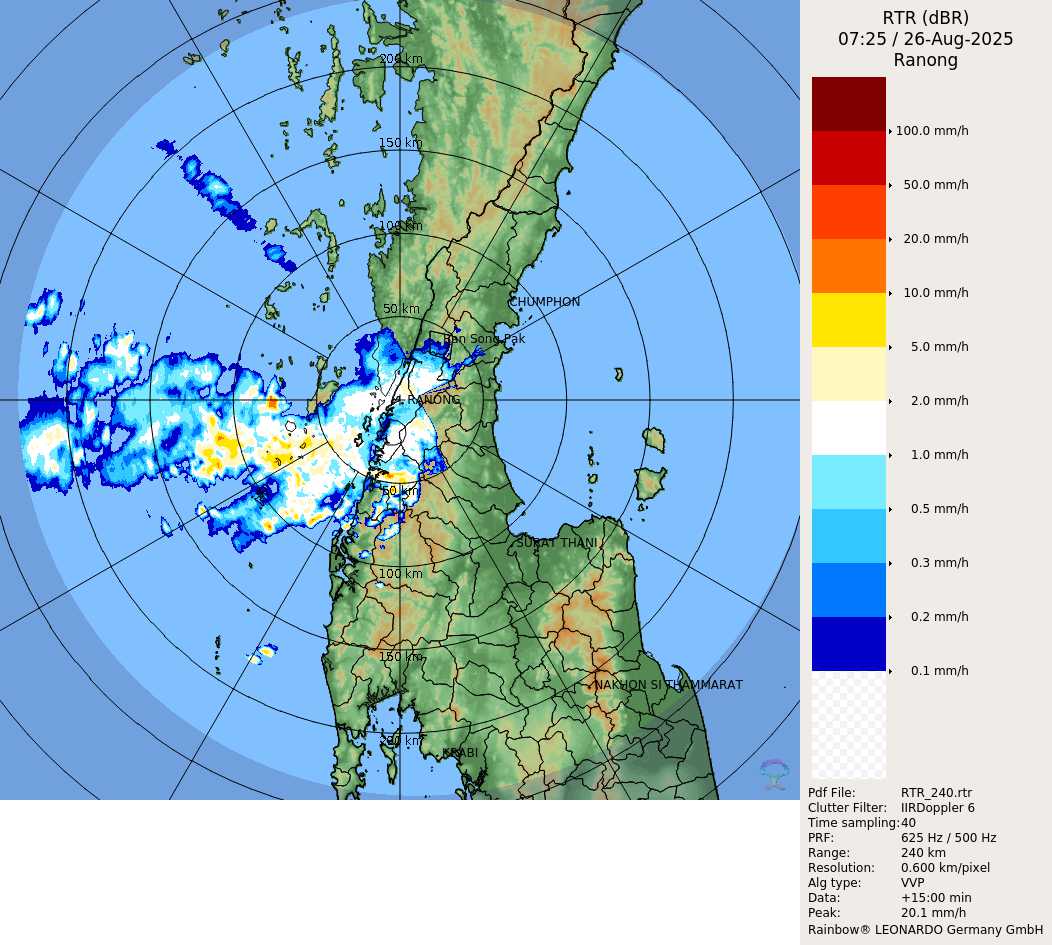 RTR (dBR)
07:25 / 26-Aug-2025
Ranong
200 km
150 km
100 km
50 km
CHUMPHON
Ban Song Pak
RANONG
50 km
SURAT THANI
100 km
150 km
NAKHON SI THAMMARAT
200 km
KRABI
100.0 mm/h
50.0 mm/h
20.0 mm/h
10.0 mm/h
5.0 mm/h
2.0 mm/h
1.0 mm/h
0.5 mm/h
0.3 mm/h
0.2 mm/h
0.1 mm/h
Pdf File: RTR_240.rtr
Clutter Filter: IIRDoppler 6
Time sampling:40
PRF: 625 Hz / 500 Hz
Range: 240 km
Resolution: 0.600 km/pixel
Alg type: VVP
Data: +15:00 min
Peak: 20.1 mm/h
Rainbow® LEONARDO Germany GmbH